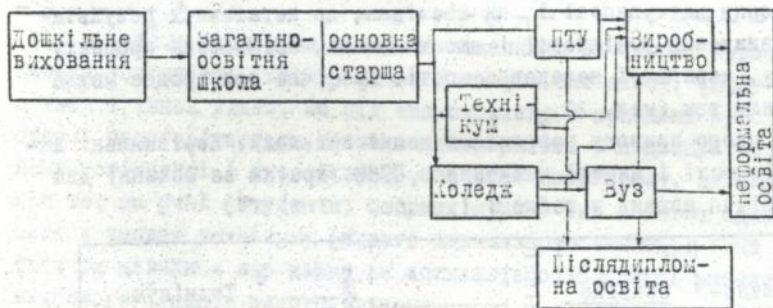 Дошкільне
виховання
Загально-
освітня
школа
основна
старша
ПТУ
Вироб-
ництво
Техні-
кум
Коледж
Вуз
неформальна
освіта
Післядиплом-
на освіта